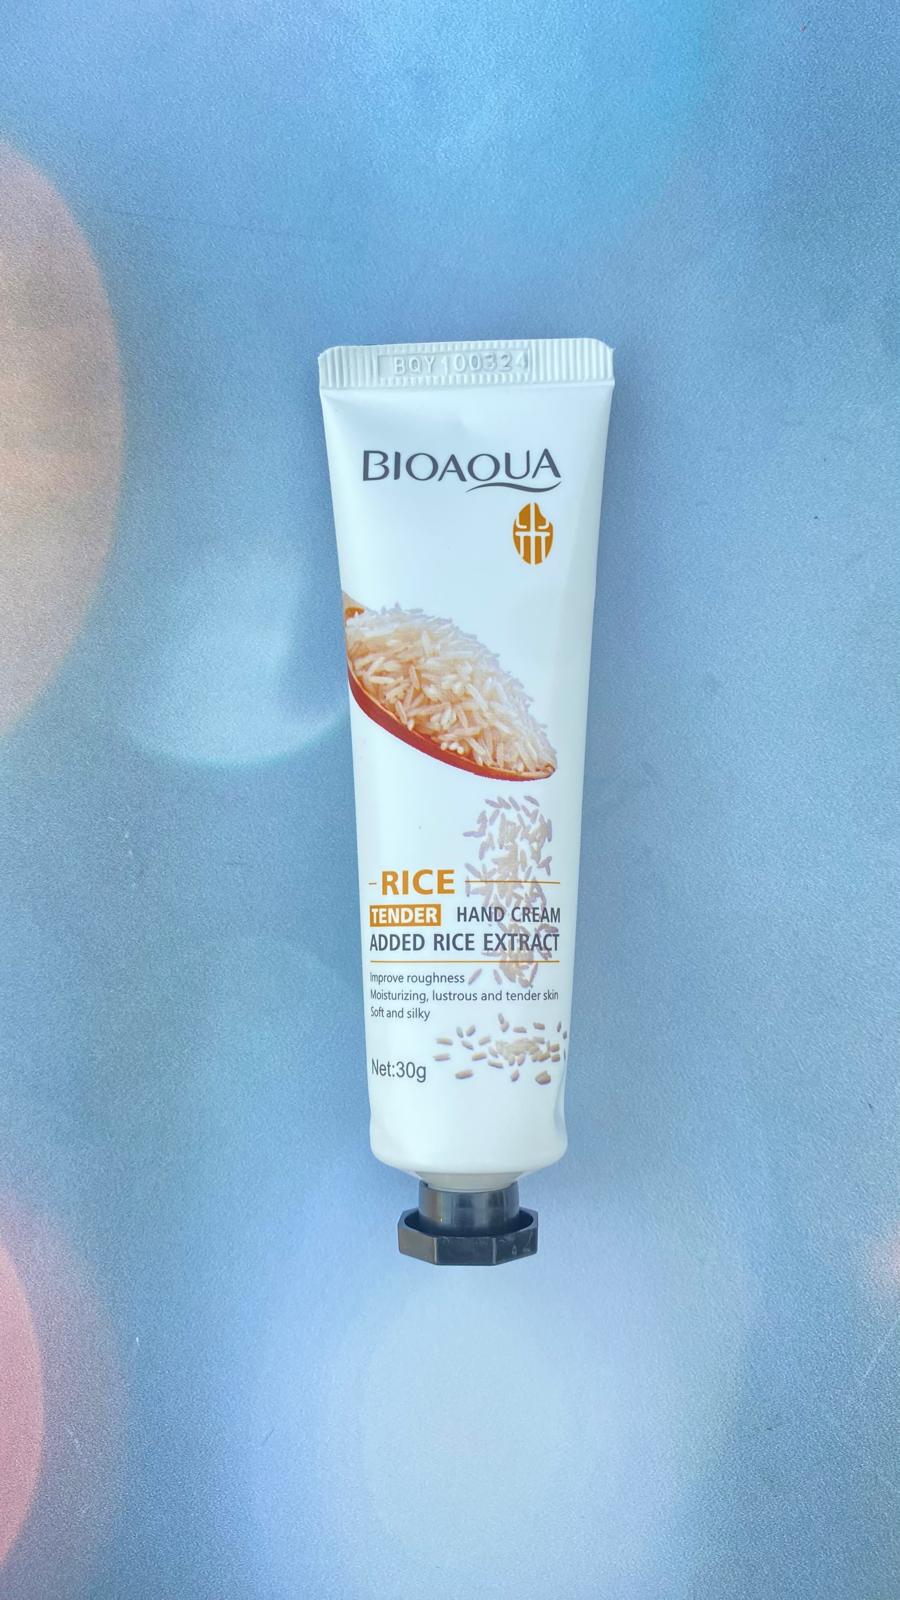 BQY100324
BIOAQUA
RICE
TENDER HAND CREAM
ADDED RICE EXTRACT
Improve roughness
Moisturizing, lustrous and tender skin
Soft and silky
Net:30g